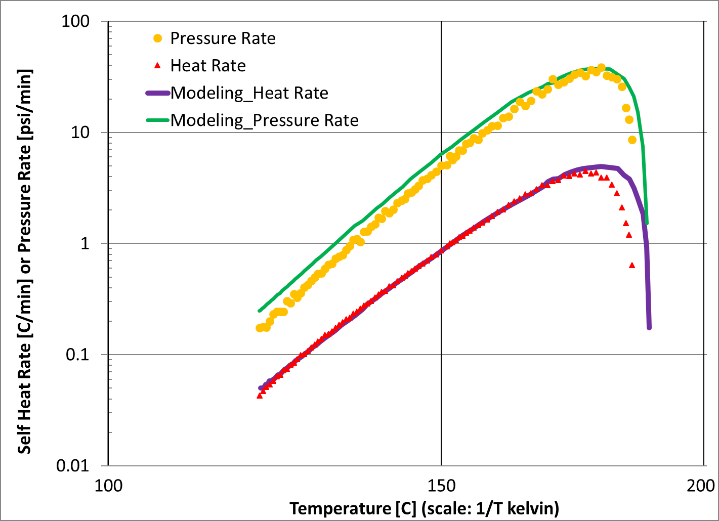 Self Heat Rate [C/min] or Pressure Rate [psi/min]
100
10
1
0.1
0.01
Pressure Rate
Heat Rate
Modeling_Heat Rate
Modeling_Pressure Rate
100
150
200
Temperature [C] (scale: 1/T kelvin)